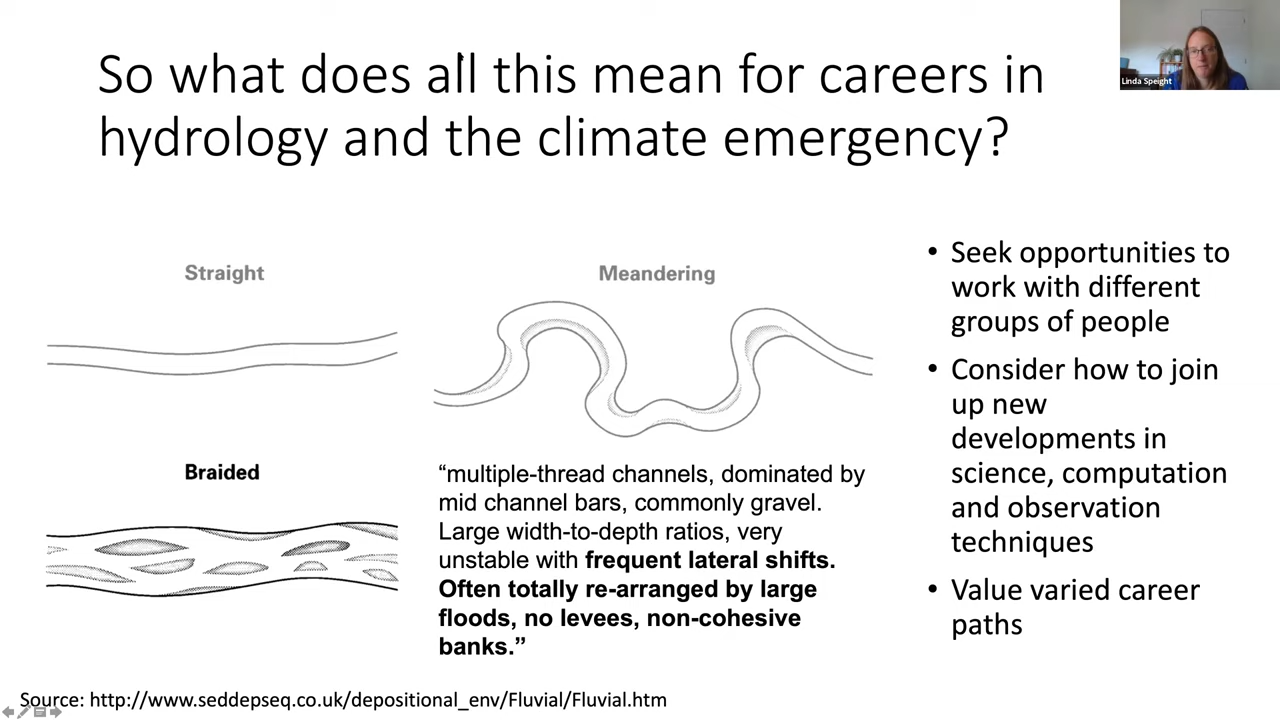 So what does all this mean for careers in
hydrology and the climate emergency?
Linda Speight
Straight
Meandering
Braided
“multiple-thread channels, dominated by
mid channel bars, commonly gravel.
Large width-to-depth ratios, very
unstable with frequent lateral shifts.
Often totally re-arranged by large
floods, no levees, non-cohesive
banks.”
• Seek opportunities to
work with different
groups of people
• Consider how to join
up new
developments in
science, computation
and observation
techniques
• Value varied career
paths
Source: http://www.seddepseq.co.uk/depositional_env/Fluvial/Fluvial.htm